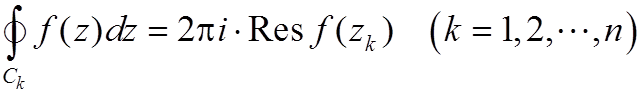 ∮_{C_k} f(z)dz = 2πi · Res f(z_k) (k = 1,2,⋯,n)